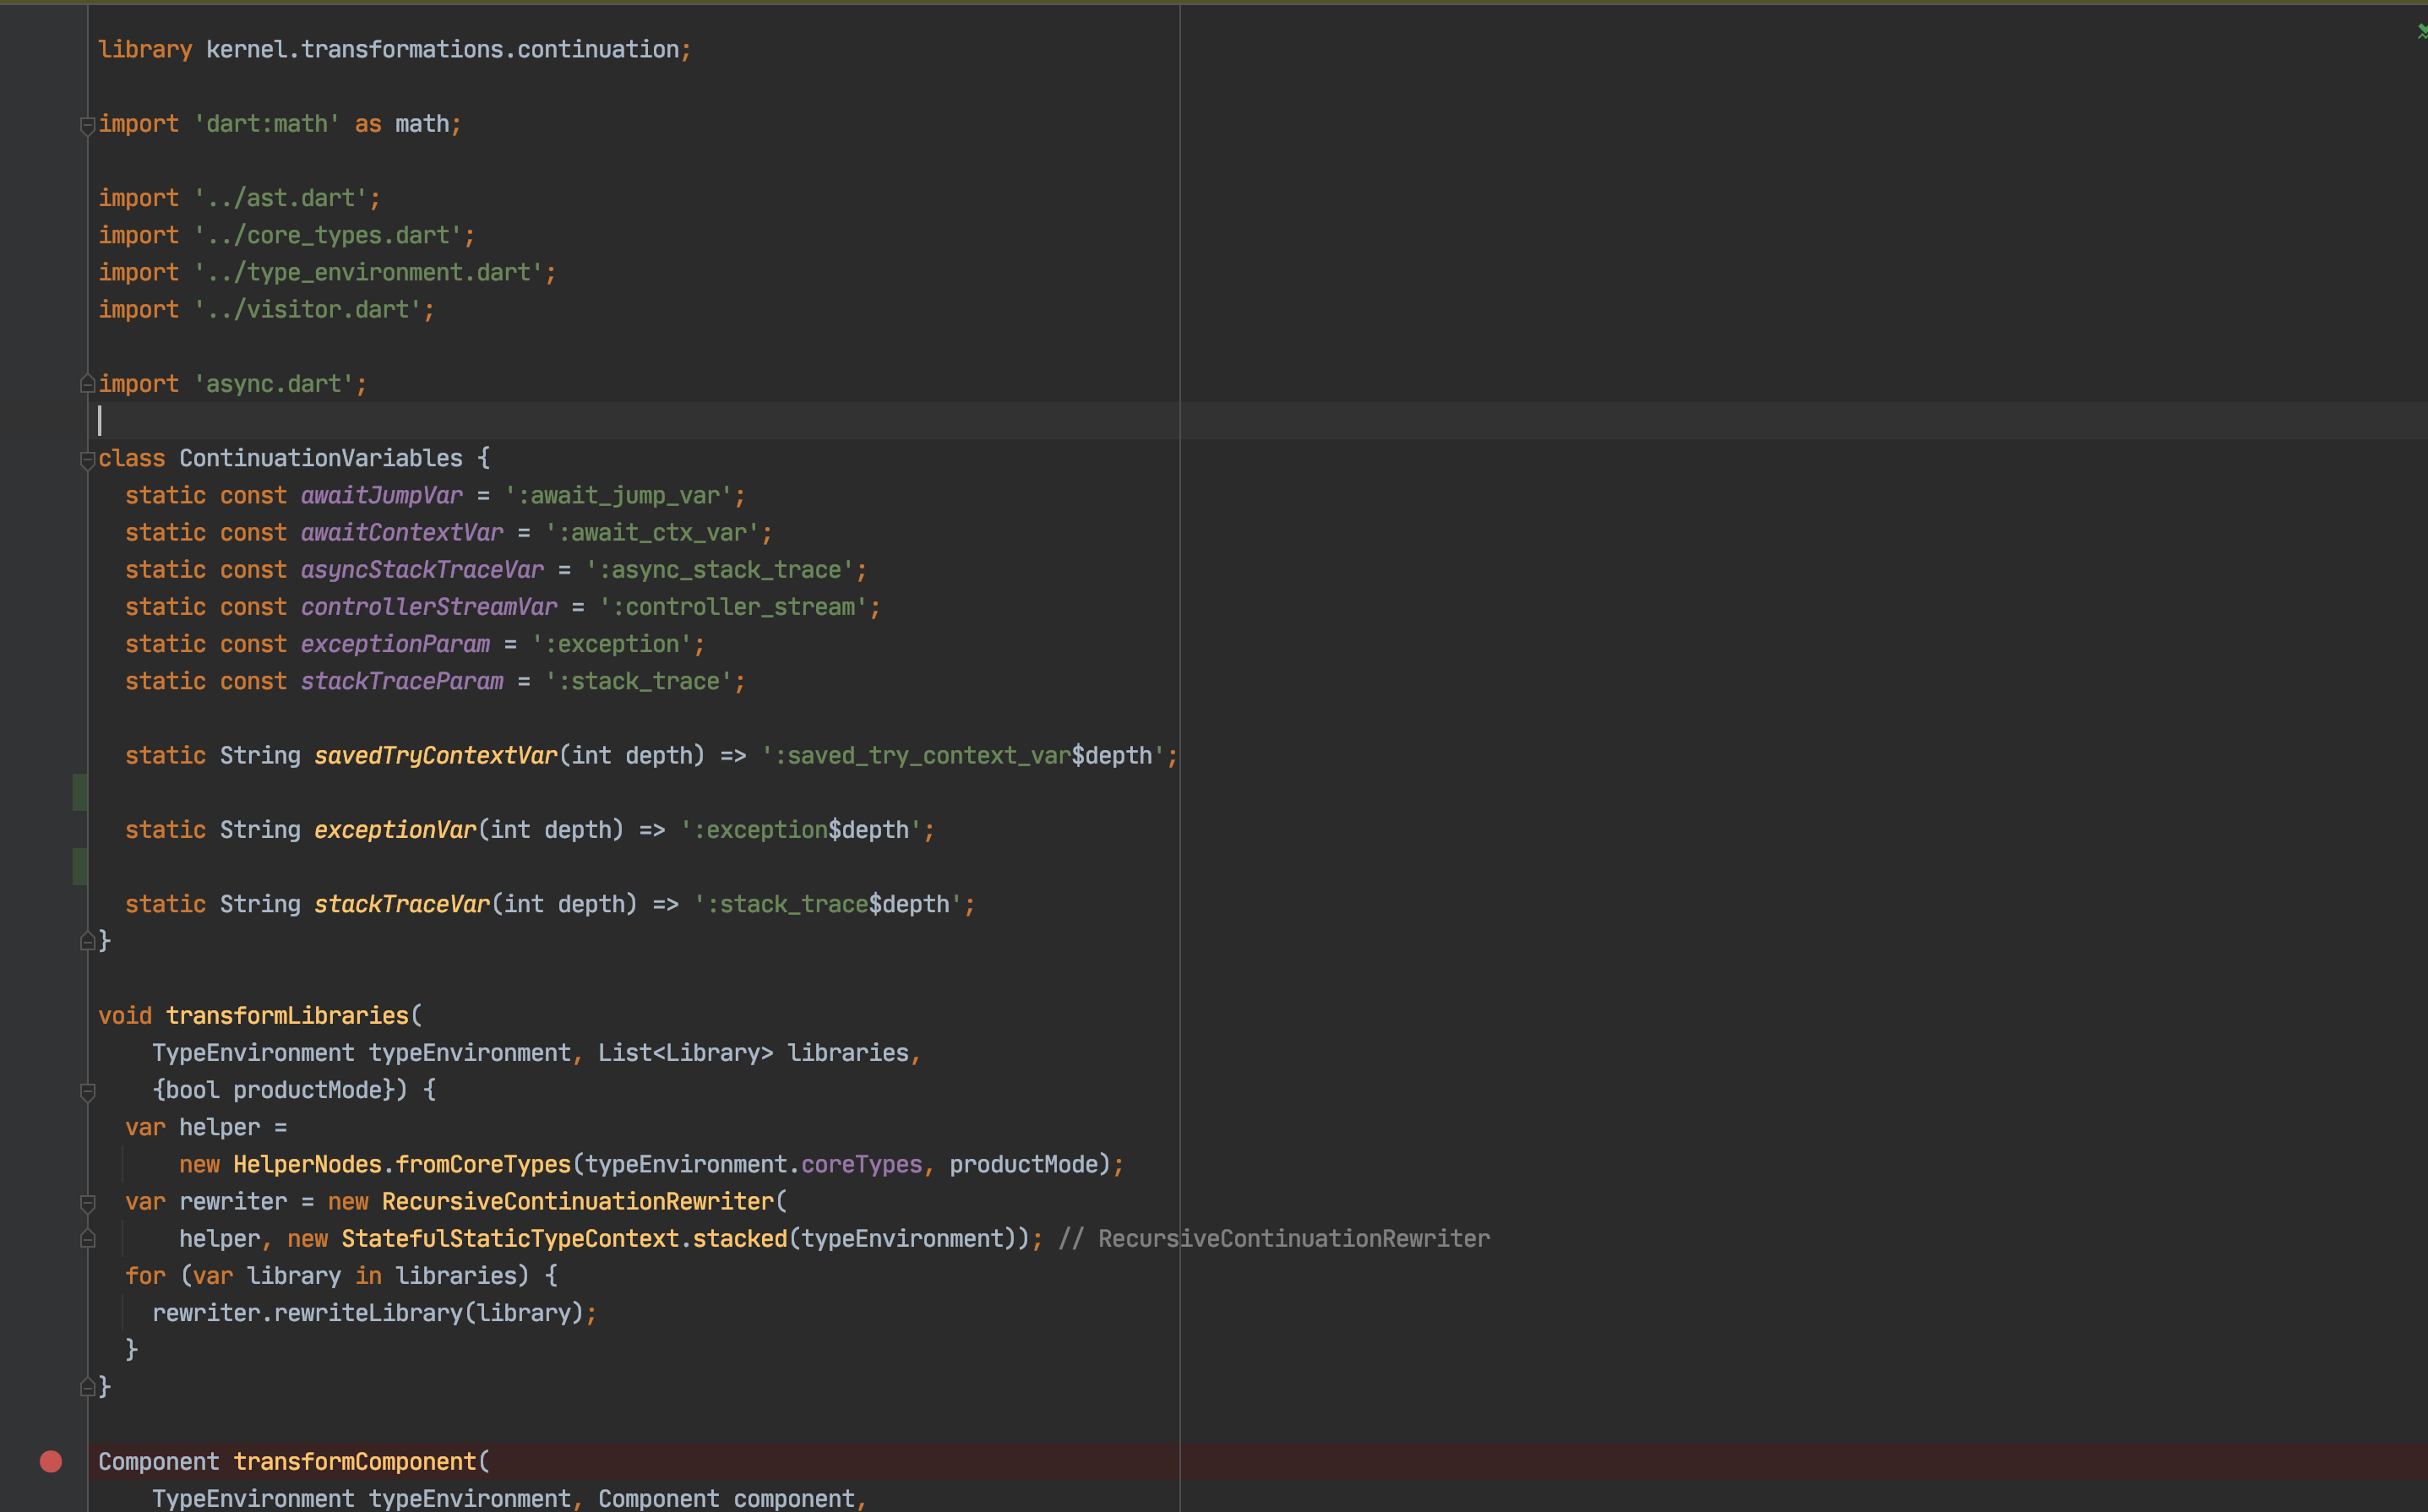 library kernel.transformations.continuation;

import 'dart:math' as math;

import '../ast.dart';
import '../core_types.dart';
import '../type_environment.dart';
import '../visitor.dart';

import 'async.dart';

class ContinuationVariables {
  static const awaitJumpVar = ':await_jump_var';
  static const awaitContextVar = ':await_ctx_var';
  static const asyncStackTraceVar = ':async_stack_trace';
  static const controllerStreamVar = ':controller_stream';
  static const exceptionParam = ':exception';
  static const stackTraceParam = ':stack_trace';

  static String savedTryContextVar(int depth) => ':saved_try_context_var$depth';

  static String exceptionVar(int depth) => ':exception$depth';

  static String stackTraceVar(int depth) => ':stack_trace$depth';
}

void transformLibraries(
    TypeEnvironment typeEnvironment, List<Library> libraries,
    {bool productMode}) {
  var helper =
      new HelperNodes.fromCoreTypes(typeEnvironment.coreTypes, productMode);
  var rewriter = new RecursiveContinuationRewriter(
      helper, new StatefulStaticTypeContext.stacked(typeEnvironment)); // RecursiveContinuationRewriter
  for (var library in libraries) {
    rewriter.rewriteLibrary(library);
  }
}

Component transformComponent(
    TypeEnvironment typeEnvironment, Component component,